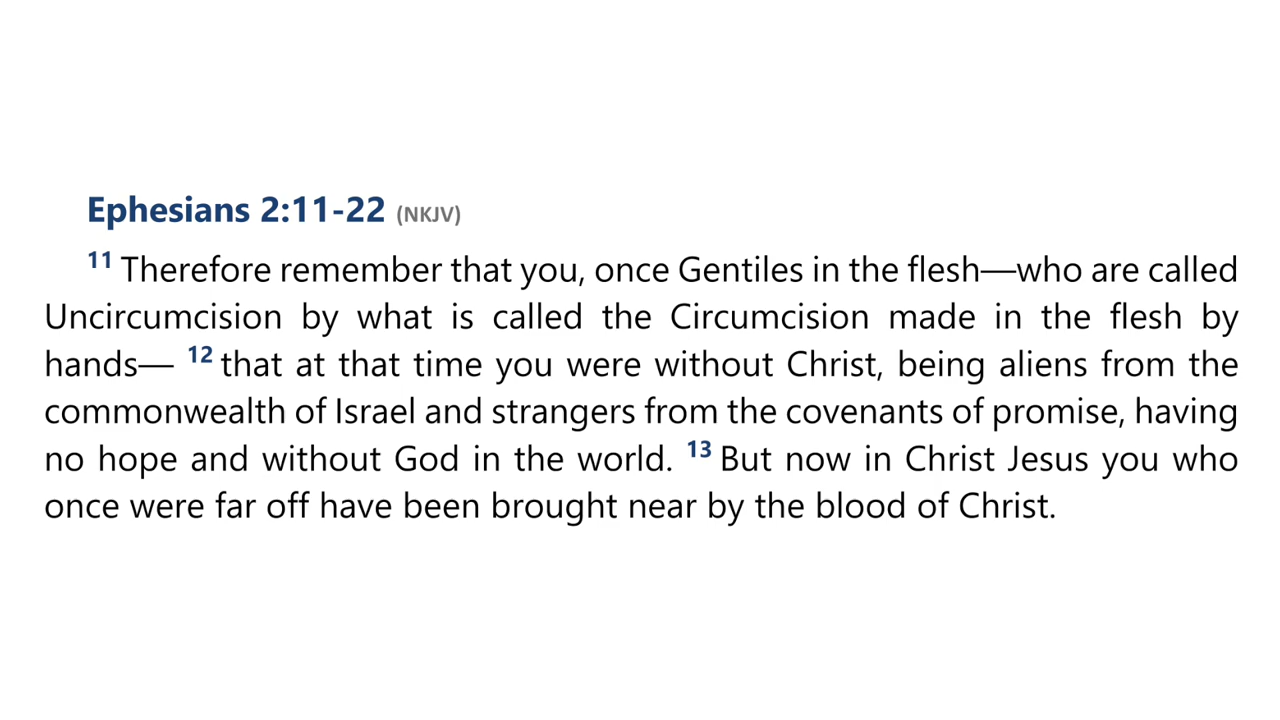 Ephesians 2:11-22 (NKJV)
11 Therefore remember that you, once Gentiles in the flesh—who are called
Uncircumcision by what is called the Circumcision made in the flesh by
hands— 12 that at that time you were without Christ, being aliens from the
commonwealth of Israel and strangers from the covenants of promise, having
no hope and without God in the world. 13 But now in Christ Jesus you who
once were far off have been brought near by the blood of Christ.